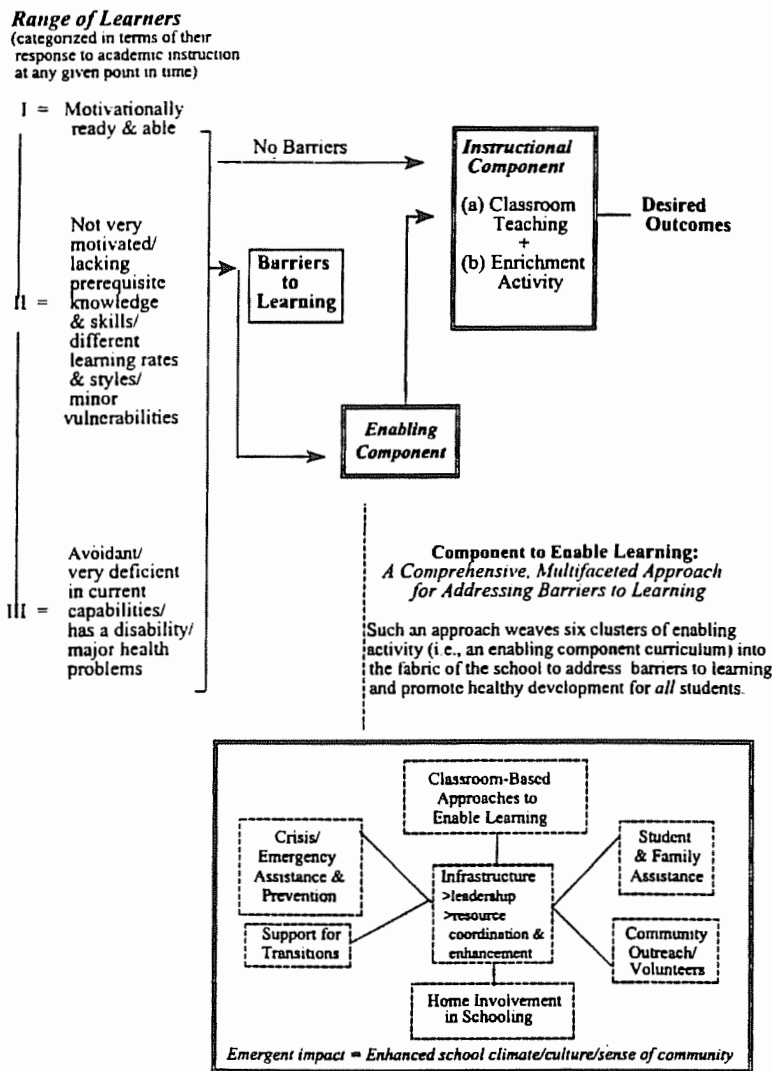 Range of Learners
(categorized in terms of their
response to academic instruction
at any given point in time)
I = Motivationally
ready & able
No Barriers
Instructional
Component
(a) Classroom
Teaching
+
(b) Enrichment
Activity
Desired
Outcomes
Not very
motivated/
lacking
prerequisite
II = knowledge
& skills/
different
learning rates
& styles/
minor
vulnerabilities
Barriers
to
Learning
Enabling
Component
Avoidant/
very deficient
in current
III = capabilities/
has a disability/
major health
problems
Component to Enable Learning:
A Comprehensive, Multifaceted Approach
for Addressing Barriers to Learning
Such an approach weaves six clusters of enabling
activity (i.e., an enabling component curriculum) into
the fabric of the school to address barriers to learning
and promote healthy development for all students.
Classroom-Based
Approaches to
Enable Learning
Crisis/
Emergency
Assistance &
Prevention
Infrastructure
>leadership
>resource
coordination &
enhancement
Student
& Family
Assistance
Support for
Transitions
Community
Outreach/
Volunteers
Home Involvement
in Schooling
Emergent impact = Enhanced school climate/culture/sense of community